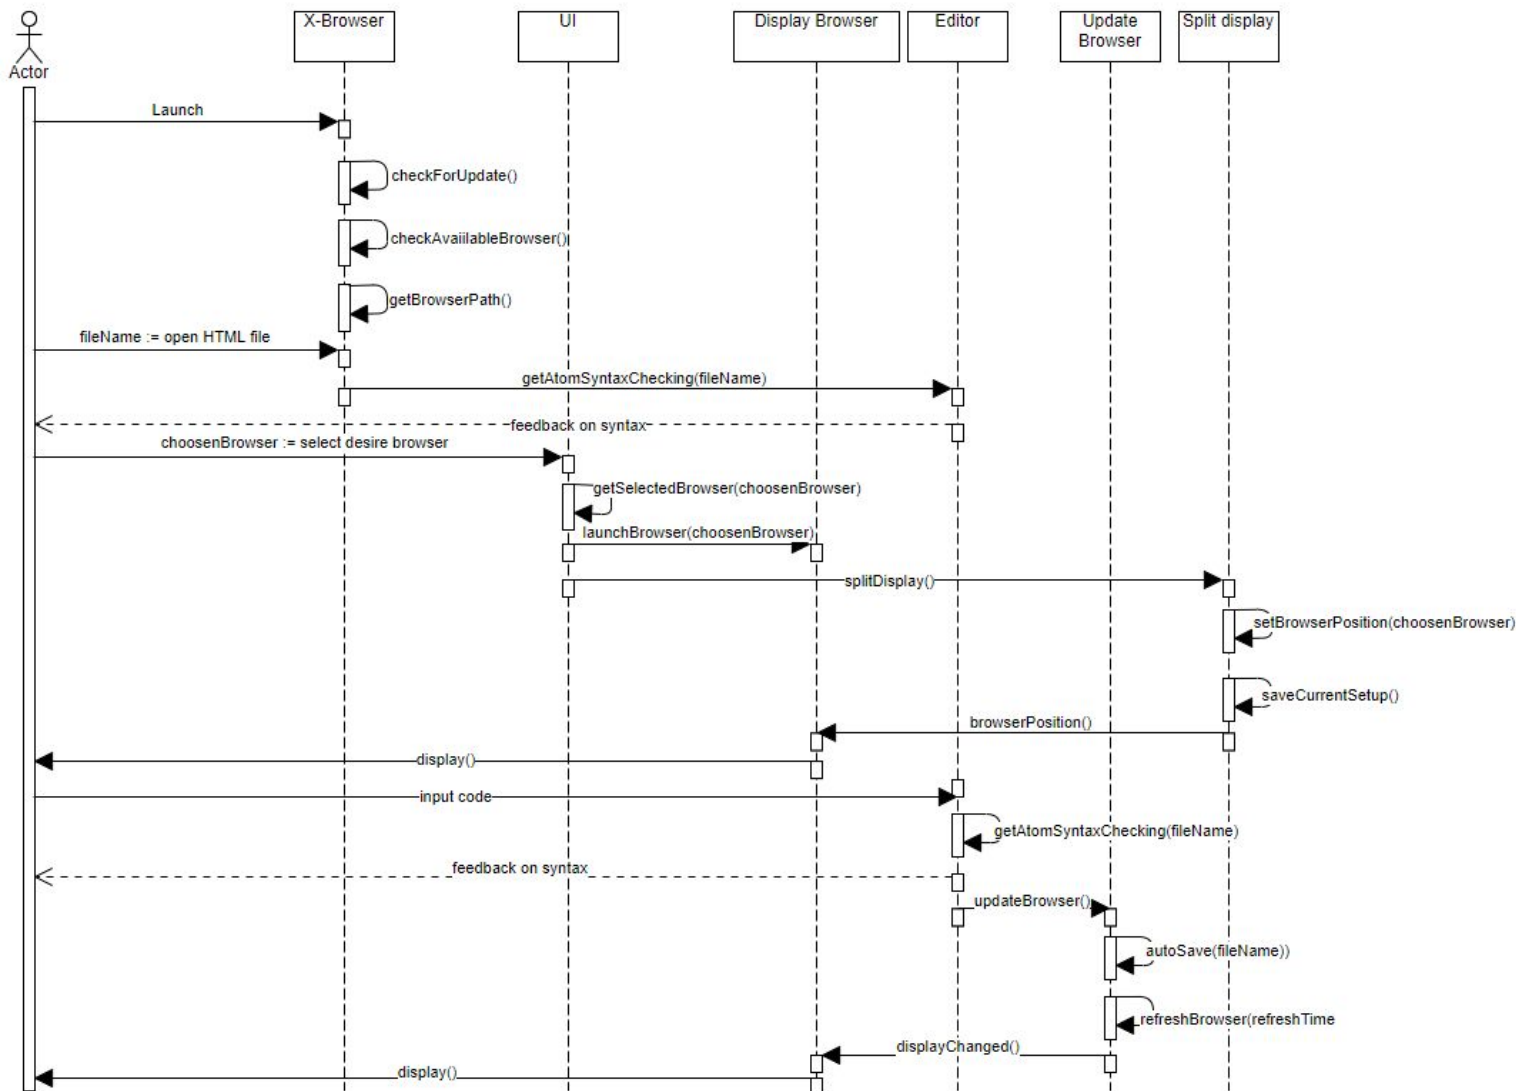 X-Browser
UI
Display Browser
Editor
Update
Browser
Split display
Actor
Launch
checkForUpdate()
checkAvaiilableBrowser()
getBrowserPath()
fileName := open HTML file
getAtomSyntaxChecking(fileName)
feedback on syntax
choosenBrowser := select desire browser
getSelectedBrowser(choosenBrowser)
launchBrowser(choosenBrowser)
splitDisplay()
setBrowserPosition(choosenBrowser)
saveCurrentSetup()
browserPosition()
display()
input code
getAtomSyntaxChecking(fileName)
feedback on syntax
updateBrowser()
autoSave(fileName))
refreshBrowser(refreshTime
displayChanged()
display()